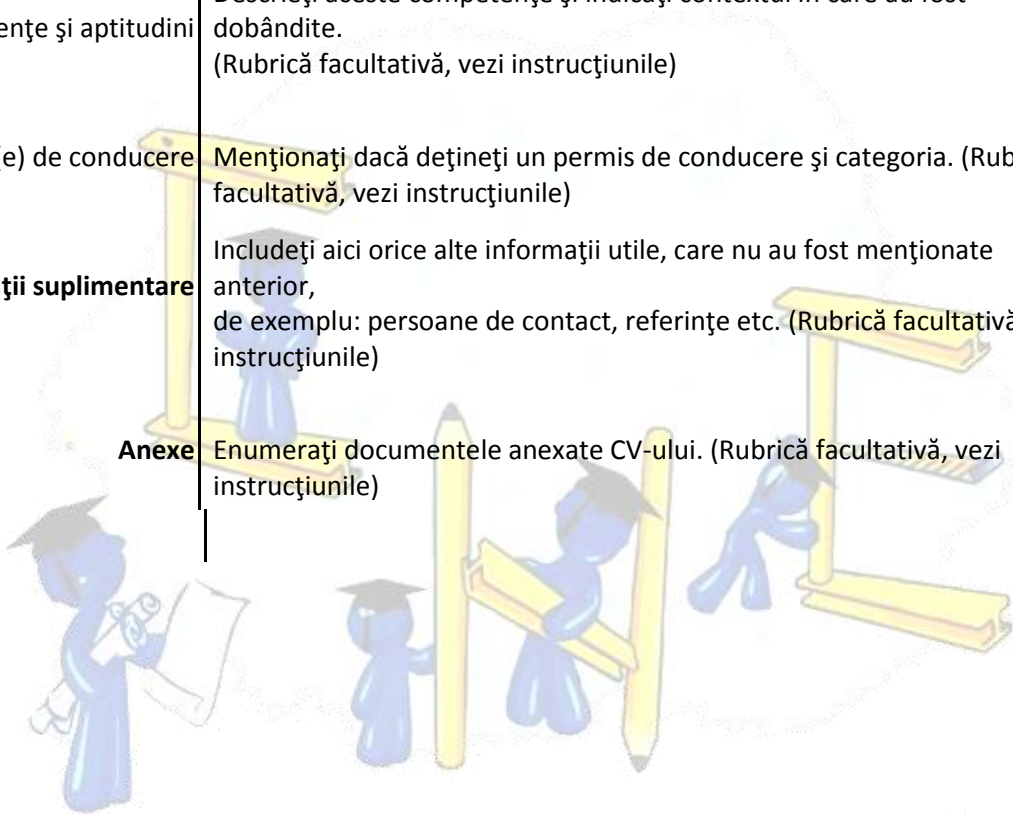 Descrieţi aceste competenţe şi indicaţi contextul în care au fost
enţe şi aptitudini dobândite.
(Rubrică facultativă, vezi instrucţiunile)
(e) de conducere Menţionaţi dacă deţineţi un permis de conducere şi categoria. (Rub
facultativă, vezi instrucţiunile)
Includeţi aici orice alte informaţii utile, care nu au fost menţionate
ţii suplimentare anterior,
de exemplu: persoane de contact, referinţe etc. (Rubrică facultativă
instrucţiunile)
Anexe Enumeraţi documentele anexate CV-ului. (Rubrică facultativă, vezi
instrucţiunile)